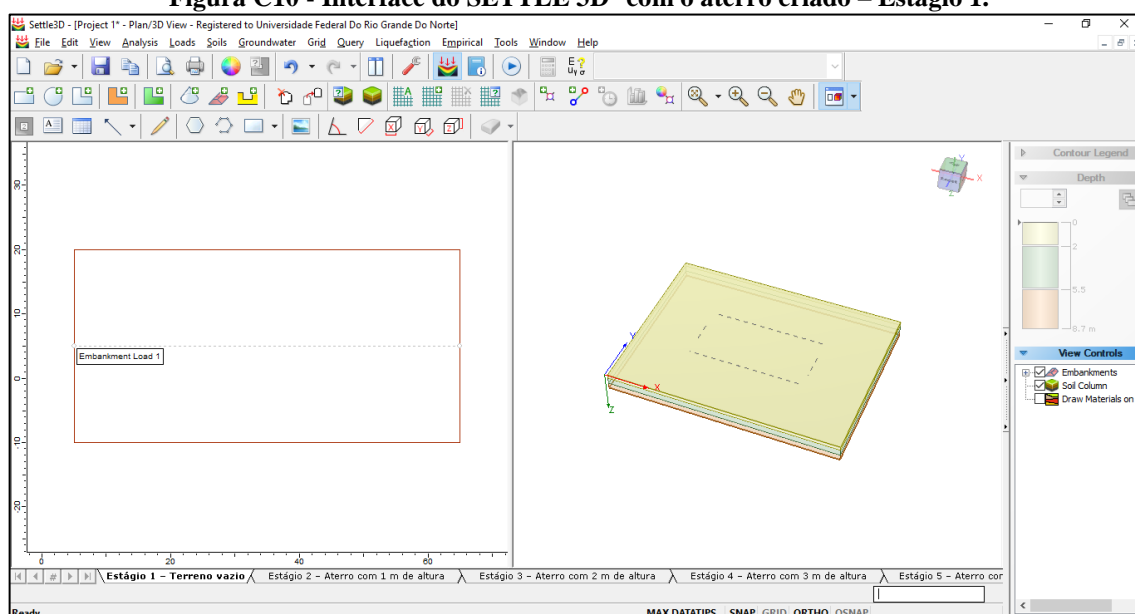 Figura C10 - Interface do SETTLE 3D com o aterro criado – Estágio 1.
Settle3D - [Project 1* - Plan/3D View - Registered to Universidade Federal Do Rio Grande Do Norte]
File Edit View Analysis Loads Soils Groundwater Grid Query Liquefaction Empirical Tools Window Help
Contour Legend
Depth
0
2
5.5
8.7 m
View Controls
Embankments
Soil Column
Draw Materials on
30
20
10
0
-10
-20
Embankment Load 1
0 20 40 60
Y
X
Z
X
Y
Z
Estágio 1 – Terreno vazio Estágio 2 – Aterro com 1 m de altura Estágio 3 – Aterro com 2 m de altura Estágio 4 – Aterro com 3 m de altura Estágio 5 – Aterro cor
Ready MAX DATATIPS SNAP GRID ORTHO OSNAP